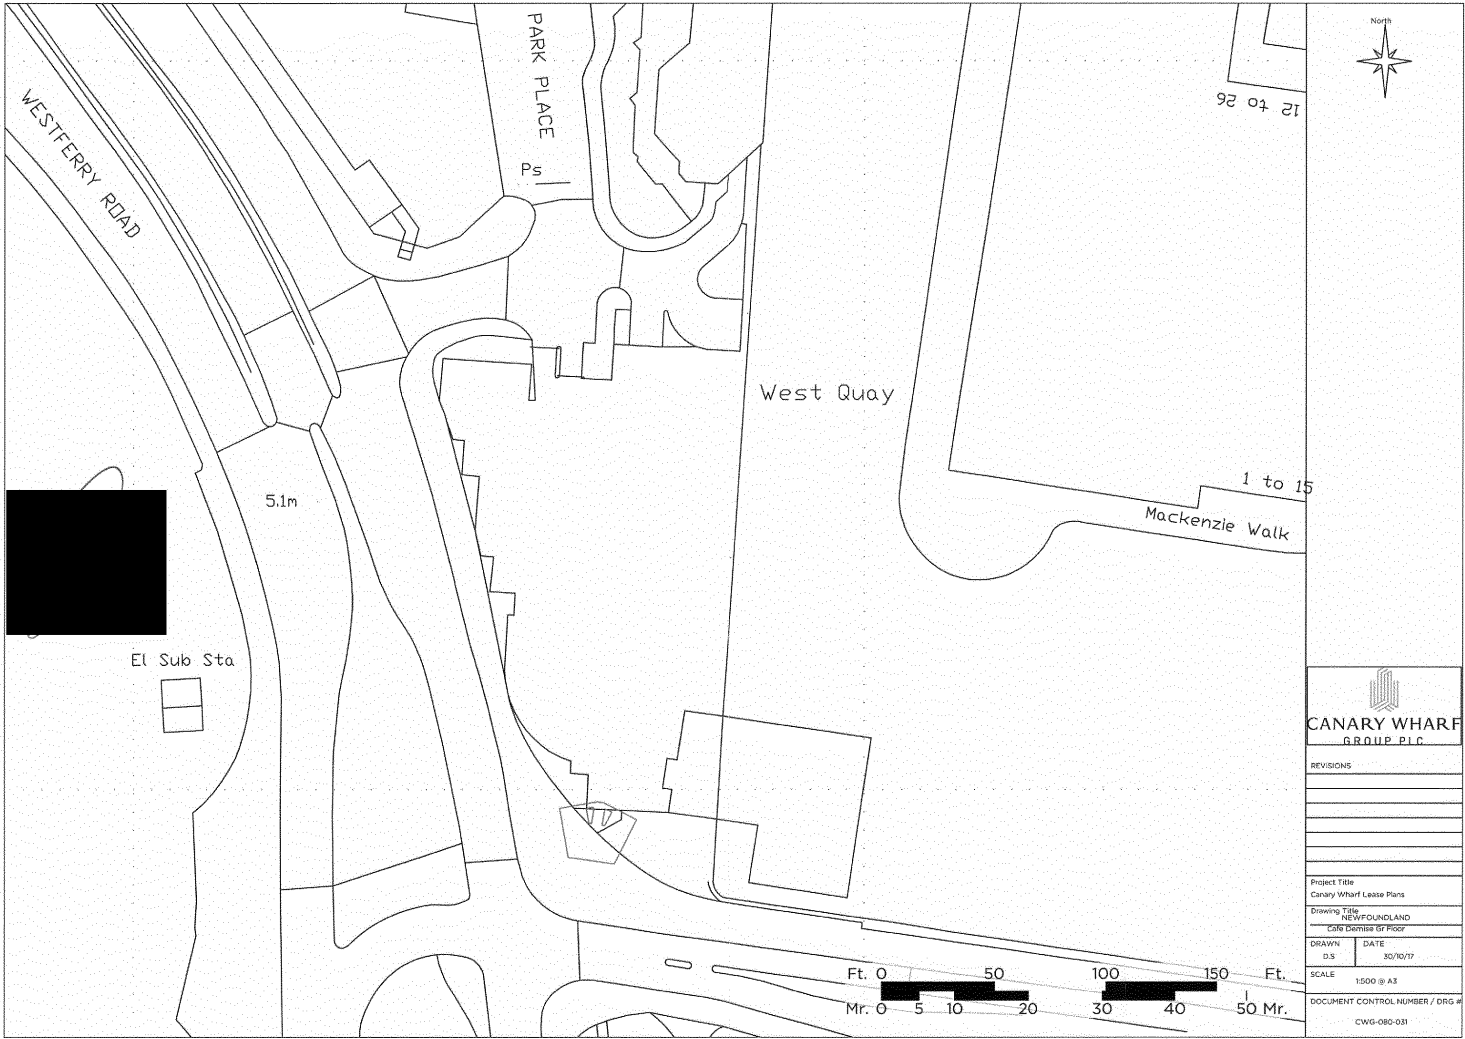 North
PARK PLACE
WESTFERRY ROAD
12 to 26
Ps
West Quay
1 to 15
5.1m
Mackenzie Walk
El Sub Sta
CANARY WHARF
GROUP PLC
REVISIONS
Project Title
Canary Wharf Lease Plans
Drawing Title
NEWFOUNDLAND
Cafe Demise Gr Floor
DRAWN DATE
D.S 30/10/17
SCALE
1:500 @ A3
DOCUMENT CONTROL NUMBER / DRG #
CWG-080-031
Ft. 0 50 100 150 Ft.
Mr. 0 5 10 20 30 40 50 Mr.